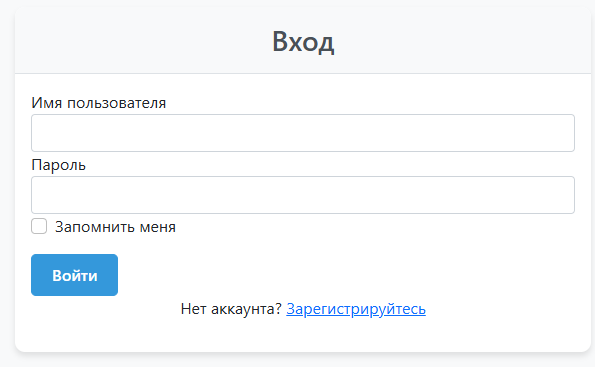 Вход
Имя пользователя
Пароль
Запомнить меня
Войти
Нет аккаунта? Зарегистрируйтесь